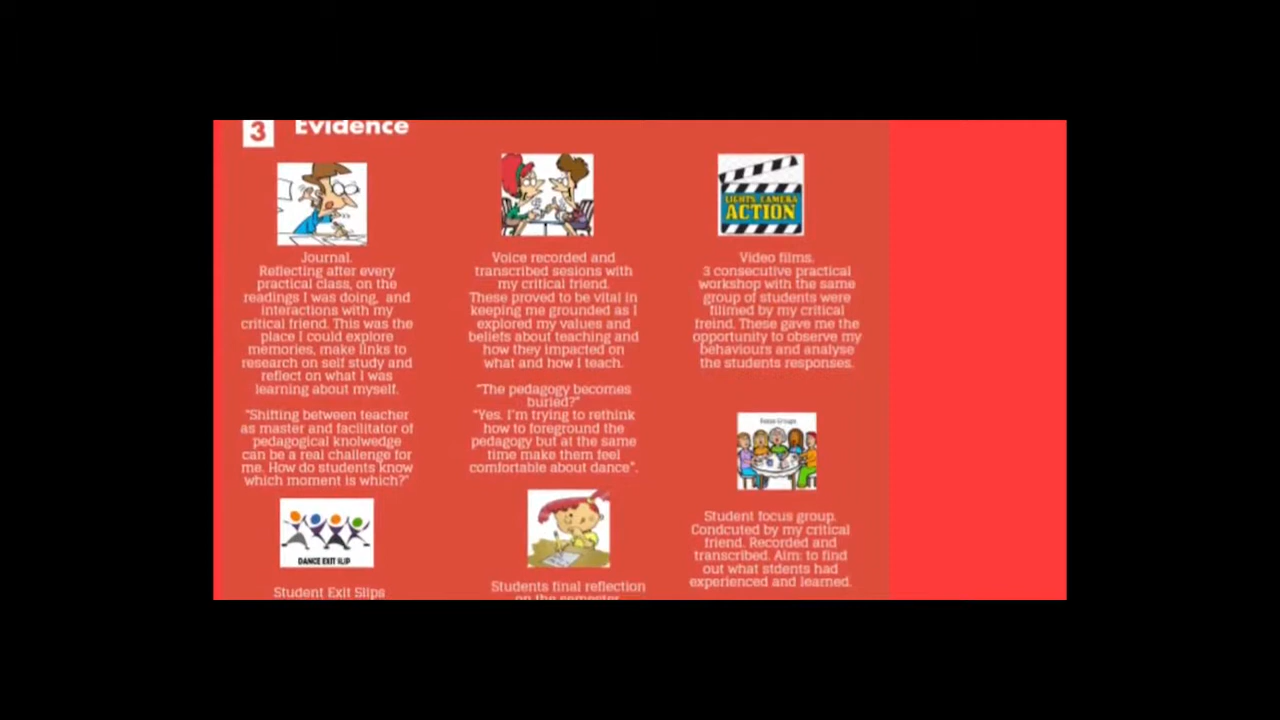 3 Evidence
LIGHTS CAMERA
ACTION
Journal.
Reflecting after every
practical class, on the
readings I was doing, and
interactions with my
critical friend. This was the
place I could explore
memories, make links to
research on self study and
reflect on what I was
learning about myself.
"Shifting between teacher
as master and facilitator of
pedagogical knolwedge
can be a real challenge for
me. How do students know
which moment is which?"
DANCE EXIT SLIP
Student Exit Slips
Voice recorded and
transcribed sesions with
my critical friend.
These proved to be vital in
keeping me grounded as I
explored my values and
beliefs about teaching and
how they impacted on
what and how I teach.
"The pedagogy becomes
buried?"
"Yes. I'm trying to rethink
how to foreground the
pedagogy but at the same
time make them feel
comfortable about dance".
Students final reflection
on the semester
Video films.
3 consecutive practical
workshop with the same
group of students were
fillimed by my critical
freind. These gave me the
opportunity to observe my
behaviours and analyse
the students responses.
Focus Groups
Student focus group.
Condcuted by my critical
friend. Recorded and
transcribed. Aim: to find
out what stdents had
experienced and learned.